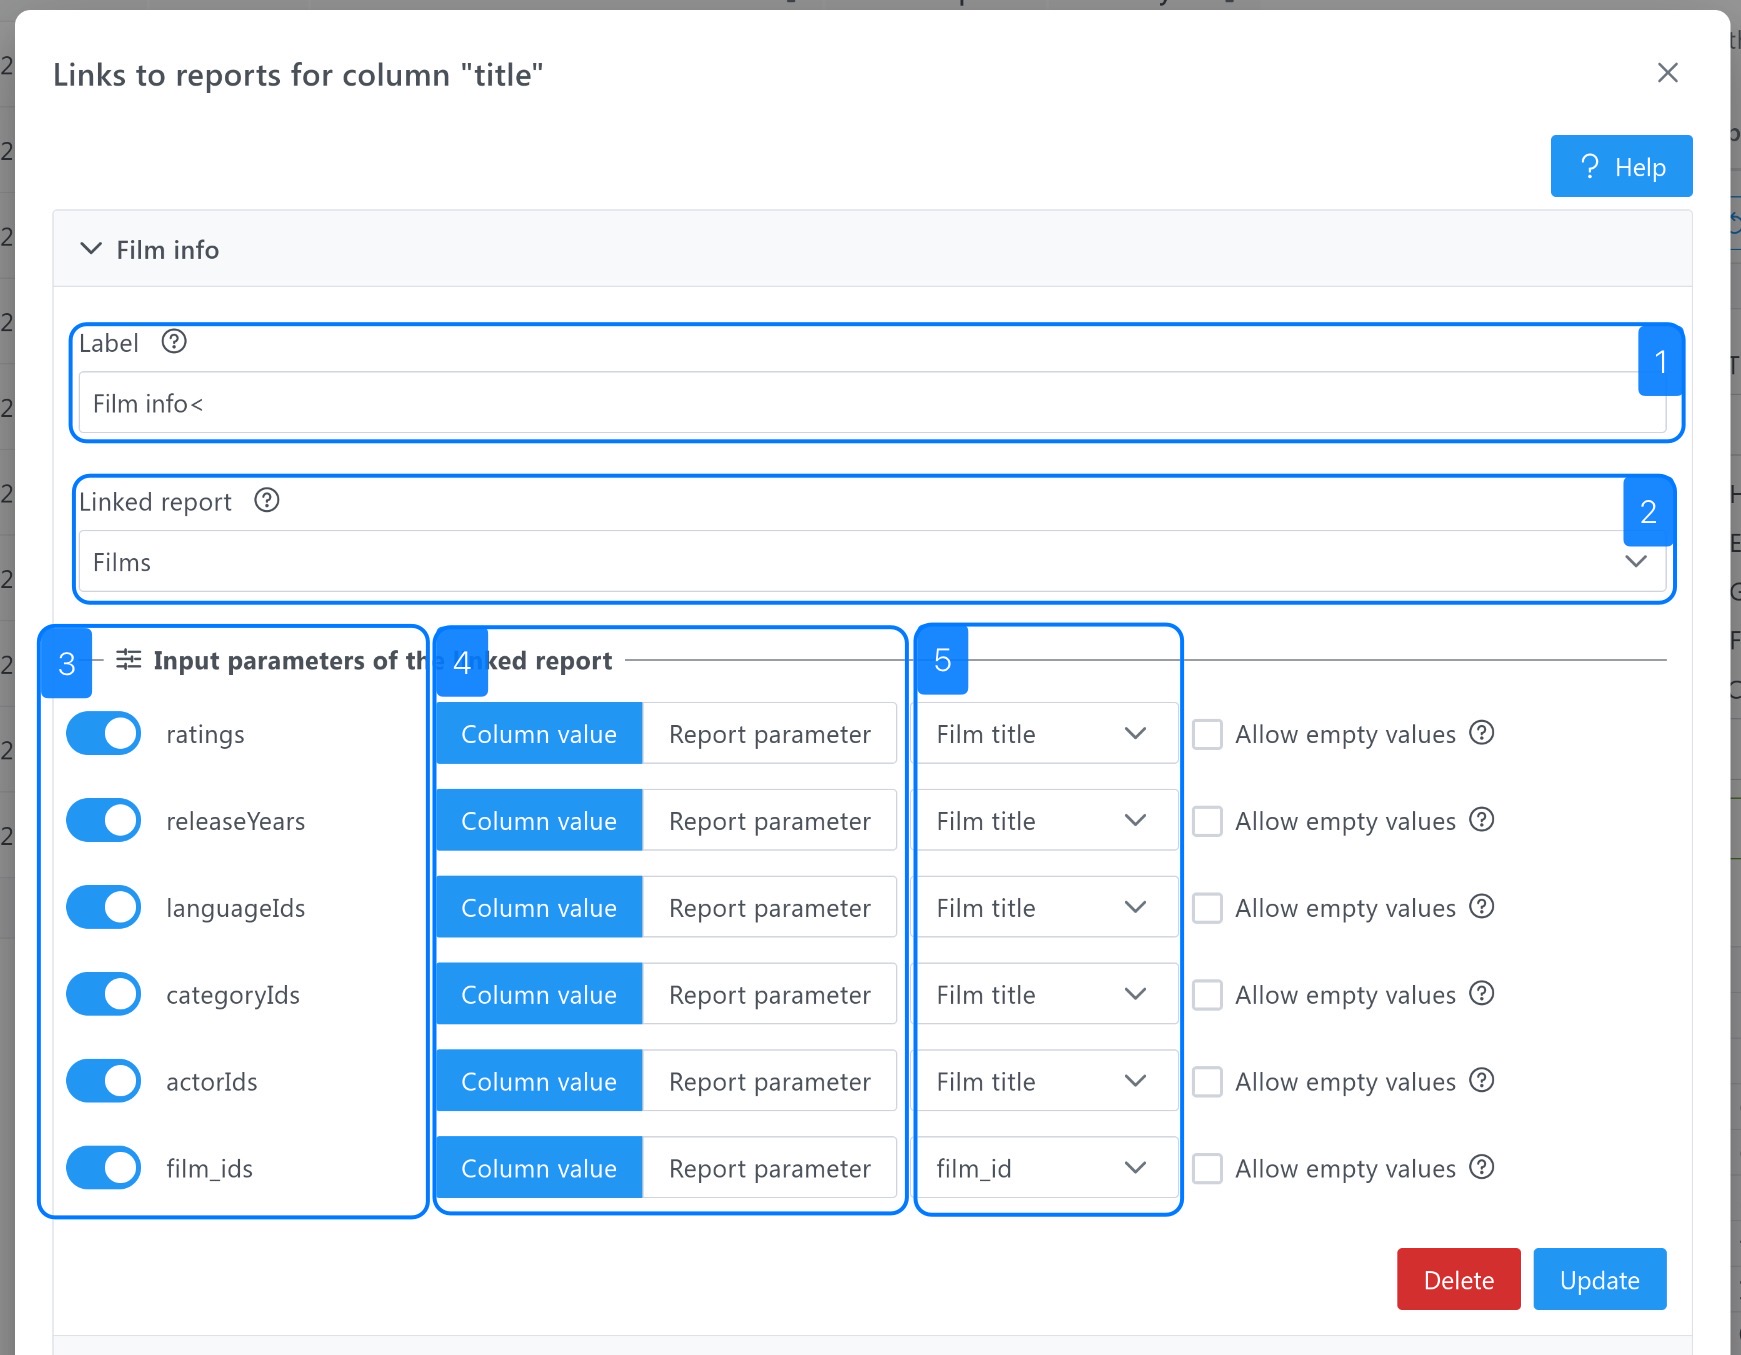 Links to reports for column "title"
? Help
Film info
Label ?
1
Film info<
Linked report ?
2
Films
3 Input parameters of th 4 nked report 5
ratings Column value Report parameter Film title Allow empty values ?
releaseYears Column value Report parameter Film title Allow empty values ?
languageIds Column value Report parameter Film title Allow empty values ?
categoryIds Column value Report parameter Film title Allow empty values ?
actorIds Column value Report parameter Film title Allow empty values ?
film_ids Column value Report parameter film_id Allow empty values ?
Delete Update